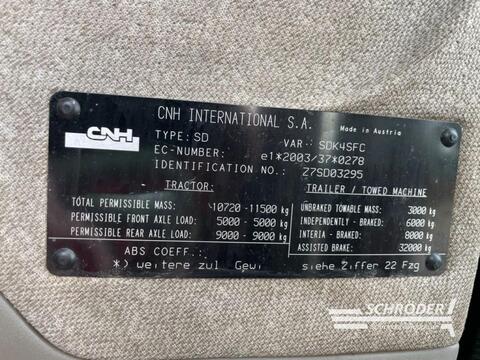 CNH INTERNATIONAL S.A.
Made in Austria
CNH
TYPE: SD
VAR.: SDK4SFC
EC-NUMBER: e1*2003/37*0278
IDENTIFICATION NO.: Z7SD03295
TRACTOR:
TOTAL PERMISSIBLE MASS: 10720 - 11500 kg
PERMISSIBLE FRONT AXLE LOAD: 5000 - 5000 kg
PERMISSIBLE REAR AXLE LOAD: 9000 - 9000 kg
TRAILER / TOWED MACHINE
UNBRAKED TOWABLE MASS: 3000 kg
INDEPENDENTLY - BRAKED: 6000 kg
INTERIA - BRAKED: 8000 kg
ASSISTED BRAKE: 32000 kg
ABS COEFF.:
*) weitere zul. Gewi. siehe Ziffer 22 Fzg
SCHRÖDER